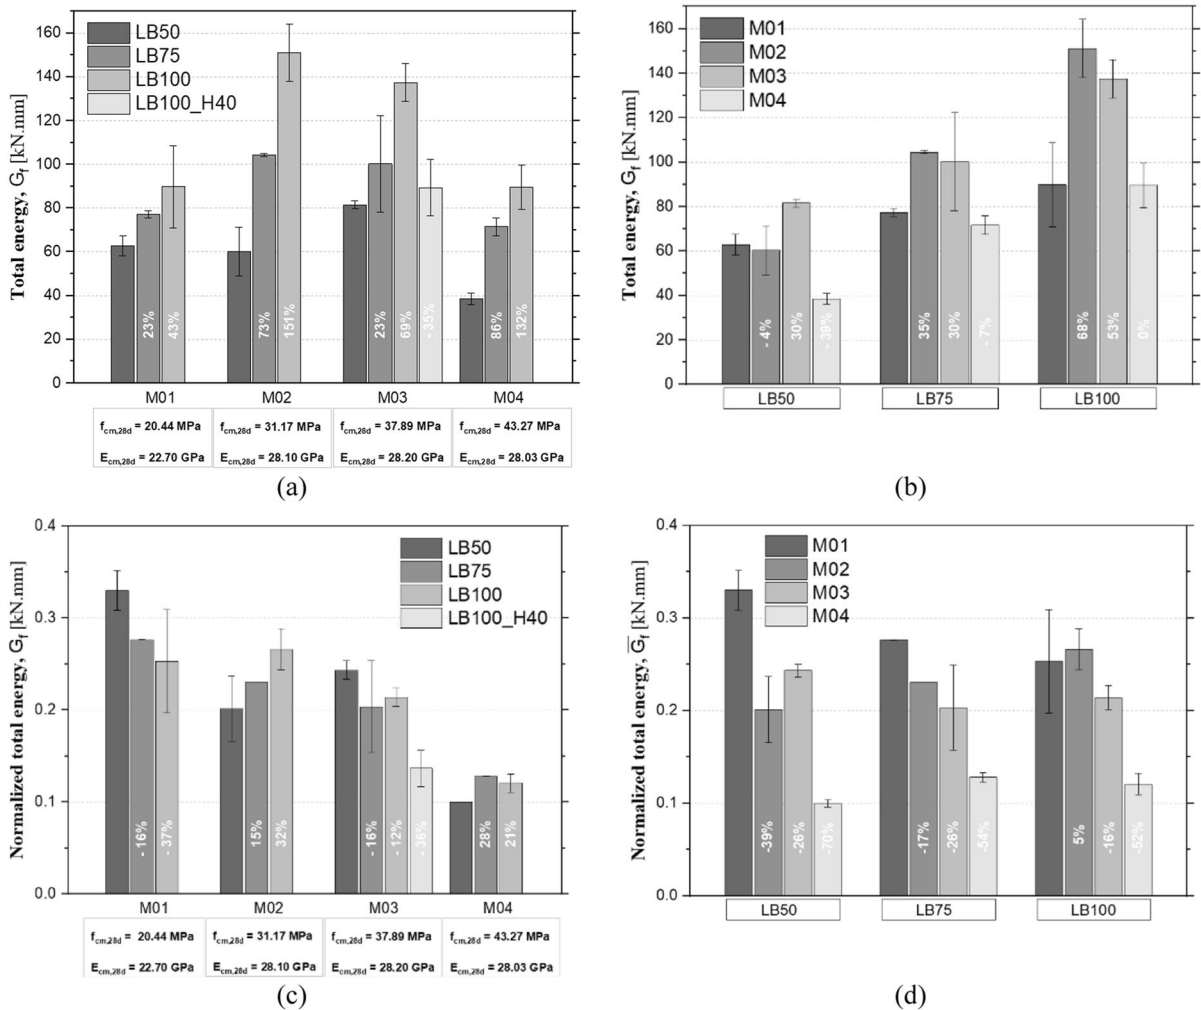 160
140
120
100
80
60
40
20
0
Total energy, G_f [kN.mm]
LB50
LB75
LB100
LB100_H40
23%
43%
73%
151%
23%
69%
- 35%
86%
132%
M01
M02
M03
M04
f_cm,28d = 20.44 MPa
E_cm,28d = 22.70 GPa
f_cm,28d = 31.17 MPa
E_cm,28d = 28.10 GPa
f_cm,28d = 37.89 MPa
E_cm,28d = 28.20 GPa
f_cm,28d = 43.27 MPa
E_cm,28d = 28.03 GPa
(a)
160
140
120
100
80
60
40
20
0
Total energy, G_f [kN.mm]
M01
M02
M03
M04
- 4%
30%
-39%
35%
30%
- 7%
68%
53%
0%
LB50
LB75
LB100
(b)
0.4
0.3
0.2
0.1
0.0
Normalized total energy, G_f [kN.mm]
LB50
LB75
LB100
LB100_H40
- 16%
- 37%
15%
32%
-16%
- 12%
28%
21%
M01
M02
M03
M04
f_cm,28d = 20.44 MPa
E_cm,28d = 22.70 GPa
f_cm,28d = 31.17 MPa
E_cm,28d = 28.10 GPa
f_cm,28d = 37.89 MPa
E_cm,28d = 28.20 GPa
f_cm,28d = 43.27 MPa
E_cm,28d = 28.03 GPa
(c)
0.4
0.3
0.2
0.1
0.0
Normalized total energy, G̅_f [kN.mm]
M01
M02
M03
M04
-39%
-26%
-70%
-17%
-26%
-54%
5%
-16%
-52%
LB50
LB75
LB100
(d)